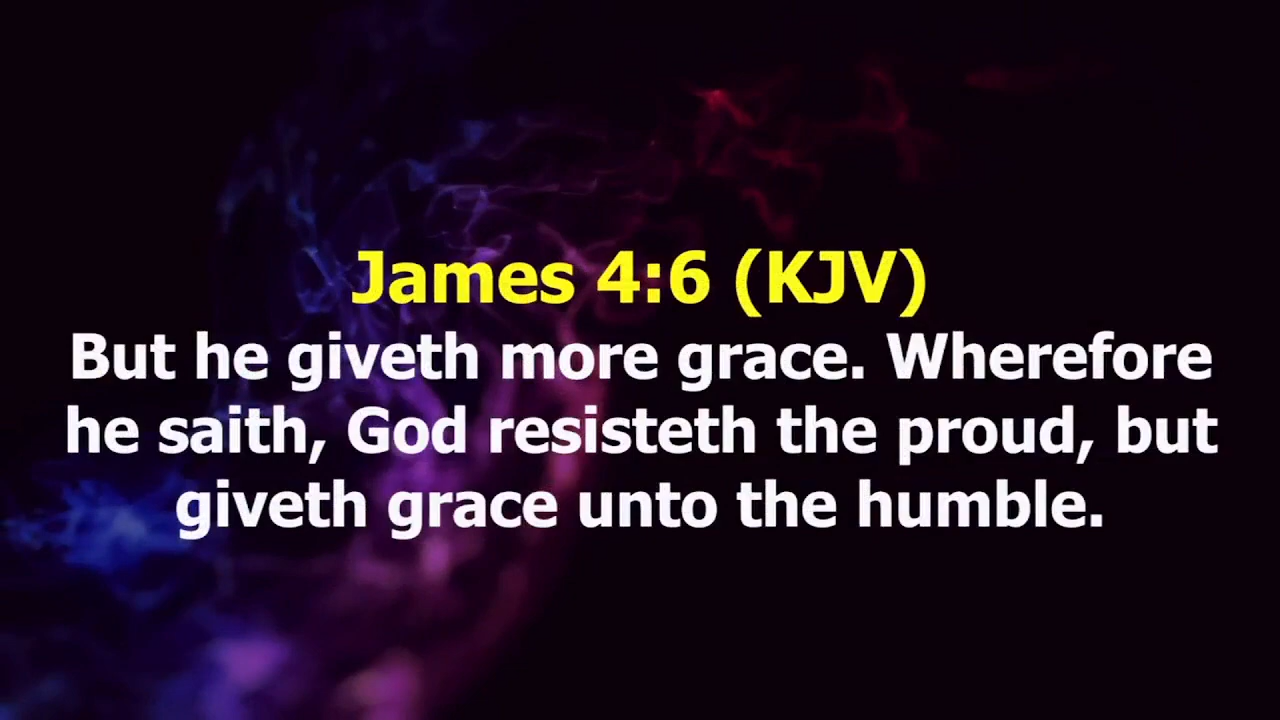 James 4:6 (KJV)
But he giveth more grace. Wherefore
he saith, God resisteth the proud, but
giveth grace unto the humble.